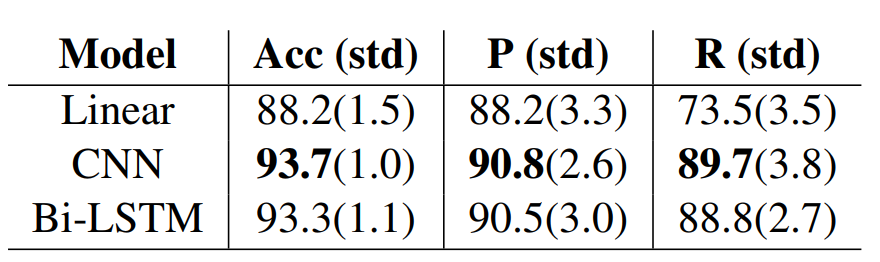 Model Acc (std) P (std) R (std)
Linear 88.2(1.5) 88.2(3.3) 73.5(3.5)
CNN 93.7(1.0) 90.8(2.6) 89.7(3.8)
Bi-LSTM 93.3(1.1) 90.5(3.0) 88.8(2.7)